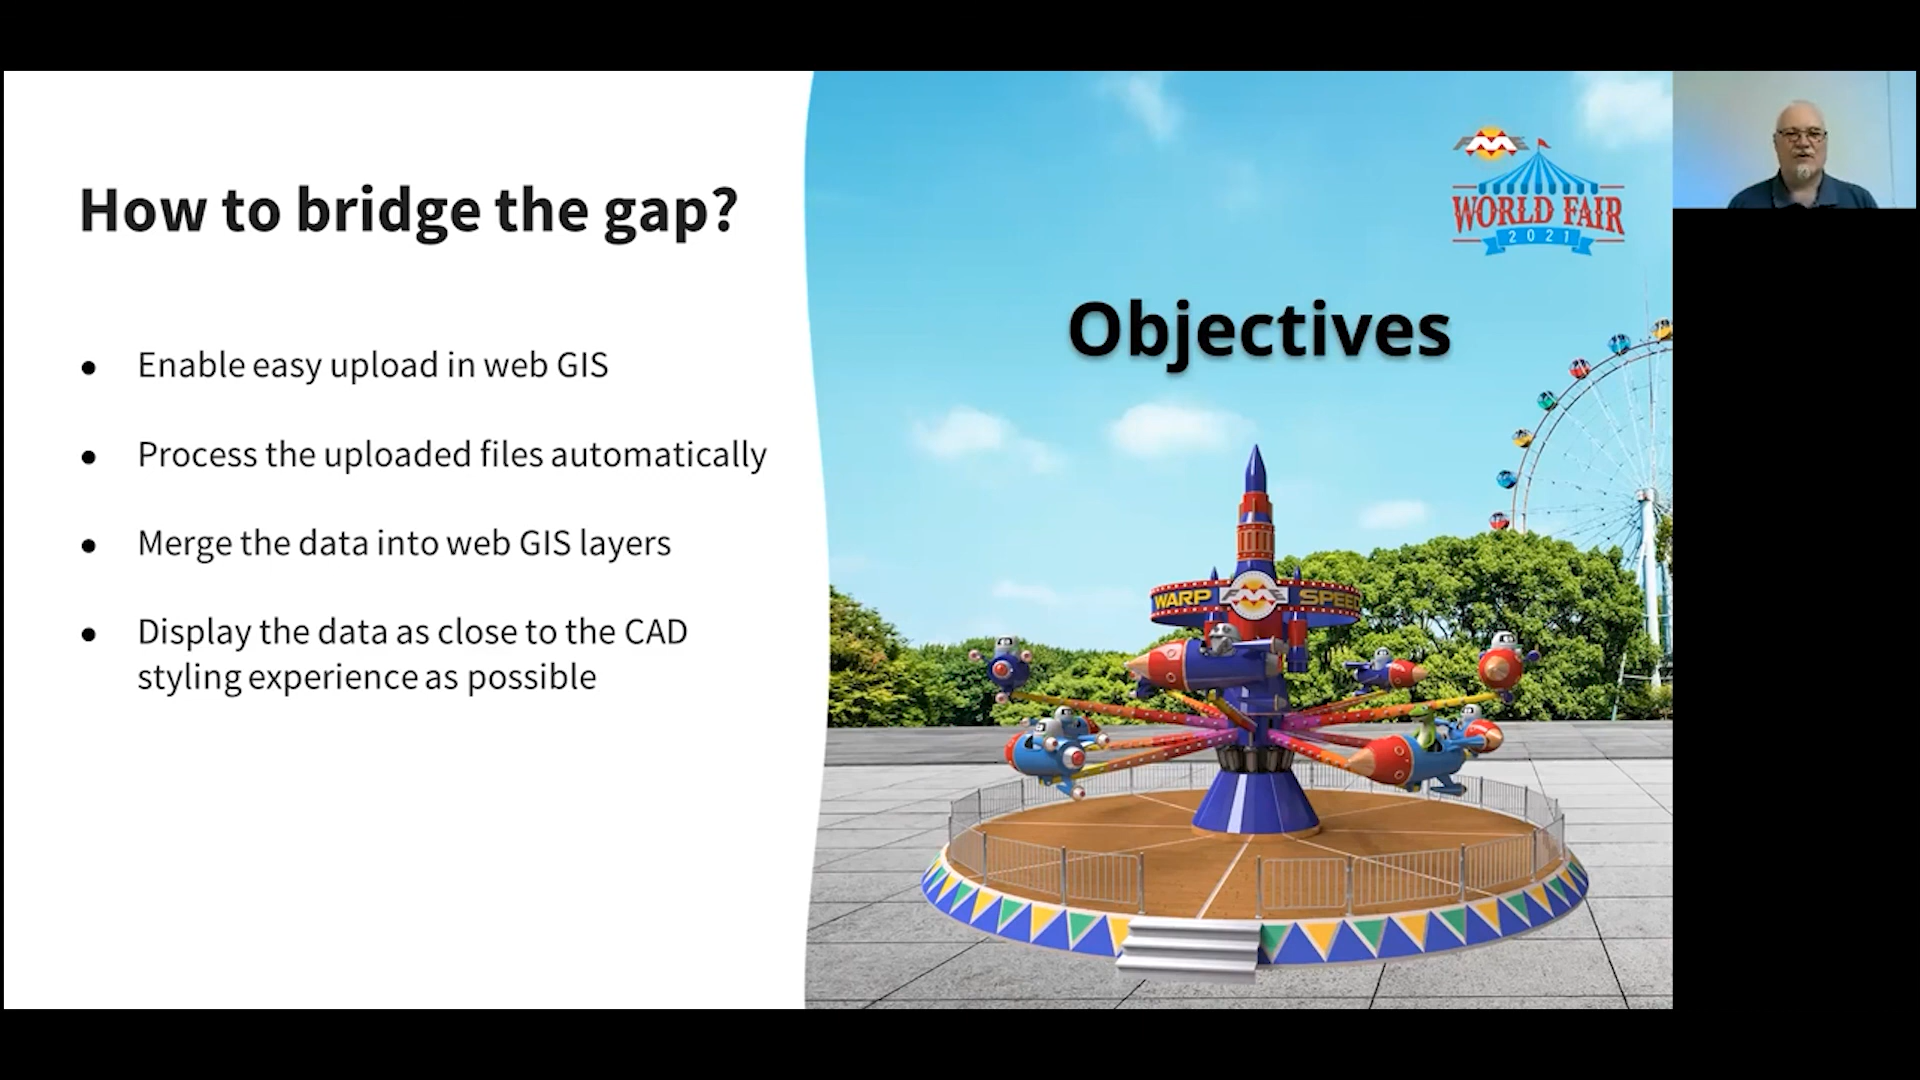 How to bridge the gap?
● Enable easy upload in web GIS
● Process the uploaded files automatically
● Merge the data into web GIS layers
● Display the data as close to the CAD
styling experience as possible
FME
WORLD FAIR
2021
Objectives
WARP FME SPEED